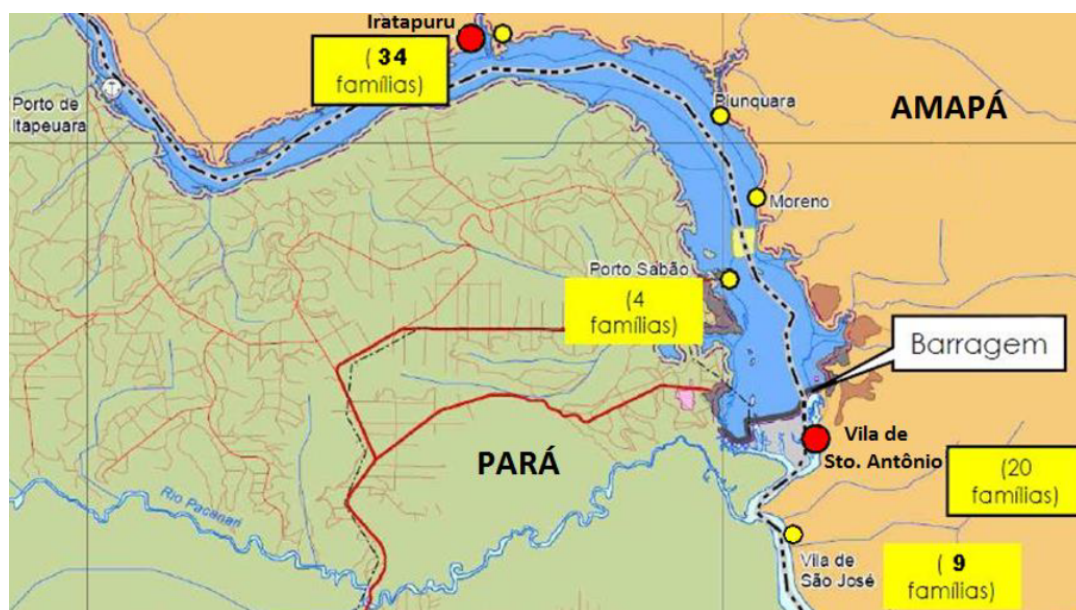 Iratapuru
( 34
famílias)
AMAPÁ
Porto de
Itapeuara
Piunquara
Moreno
Porto Sabão
(4
famílias)
Barragem
PARÁ
Vila de
Sto. Antônio
(20
famílias)
Rio Pacanari
Vila de
São José
( 9
famílias)